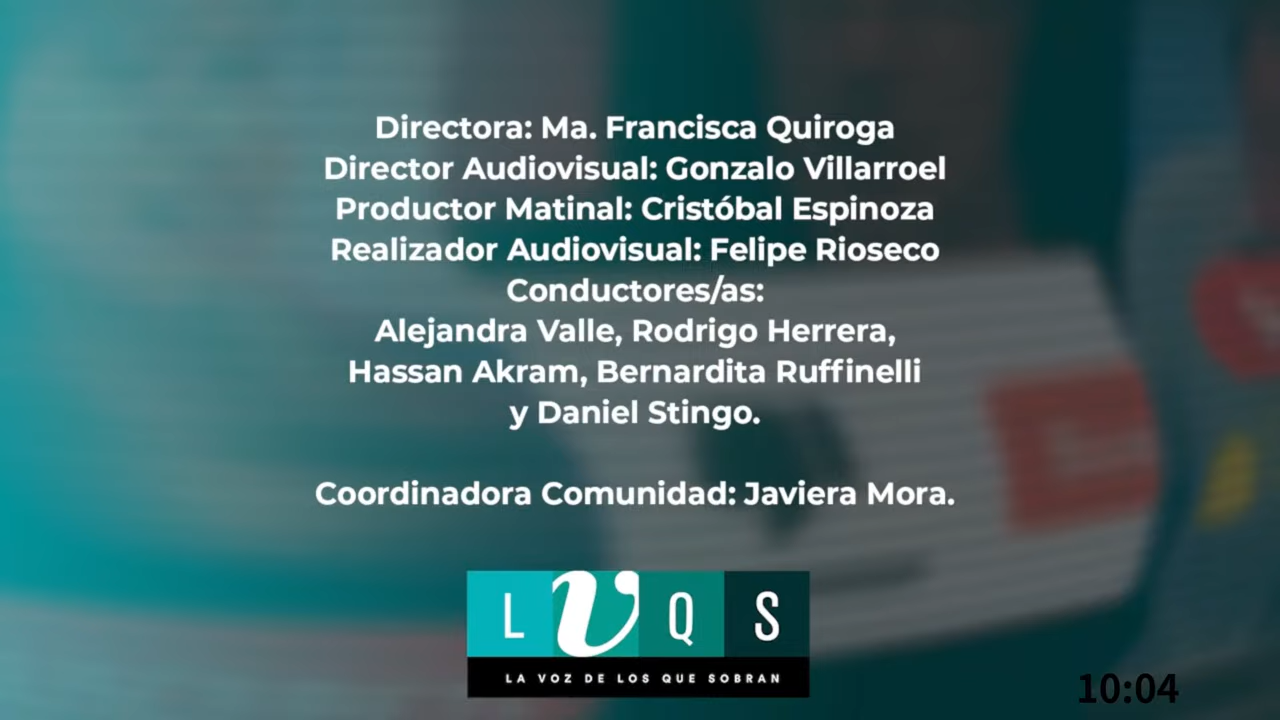 Directora: Ma. Francisca Quiroga
Director Audiovisual: Gonzalo Villarroel
Productor Matinal: Cristóbal Espinoza
Realizador Audiovisual: Felipe Rioseco
Conductores/as:
Alejandra Valle, Rodrigo Herrera,
Hassan Akram, Bernardita Ruffinelli
y Daniel Stingo.
Coordinadora Comunidad: Javiera Mora.
L V Q S
LA VOZ DE LOS QUE SOBRAN
10:04